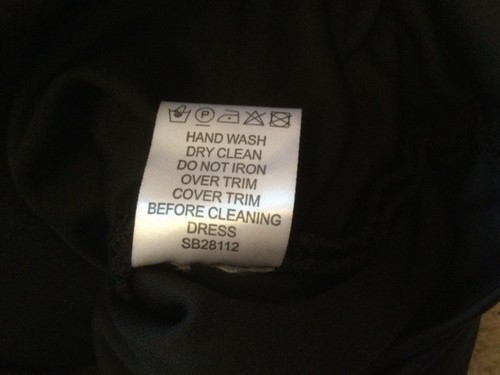 P
HAND WASH
DRY CLEAN
DO NOT IRON
OVER TRIM
COVER TRIM
BEFORE CLEANING
DRESS
SB28112